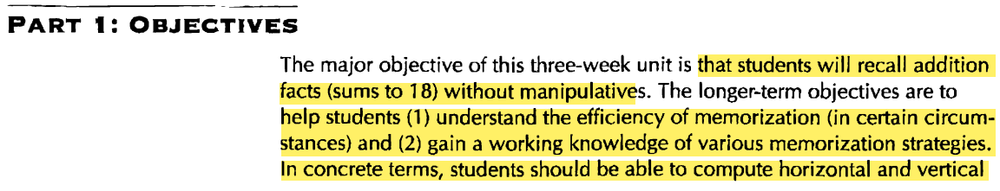 PART 1: OBJECTIVES
The major objective of this three-week unit is that students will recall addition
facts (sums to 18) without manipulatives. The longer-term objectives are to
help students (1) understand the efficiency of memorization (in certain circum-
stances) and (2) gain a working knowledge of various memorization strategies.
In concrete terms, students should be able to compute horizontal and vertical